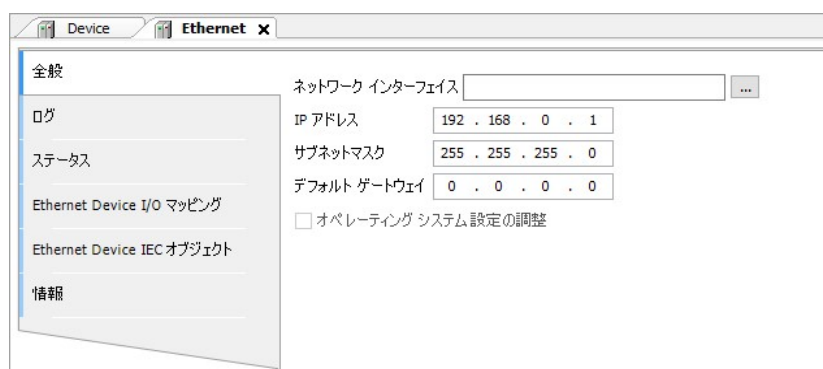 Device Ethernet x
全般
ログ
ステータス
Ethernet Device I/O マッピング
Ethernet Device IEC オブジェクト
情報
ネットワーク インターフェイス ...
IP アドレス 192 . 168 . 0 . 1
サブネットマスク 255 . 255 . 255 . 0
デフォルト ゲートウェイ 0 . 0 . 0 . 0
オペレーティング システム設定の調整